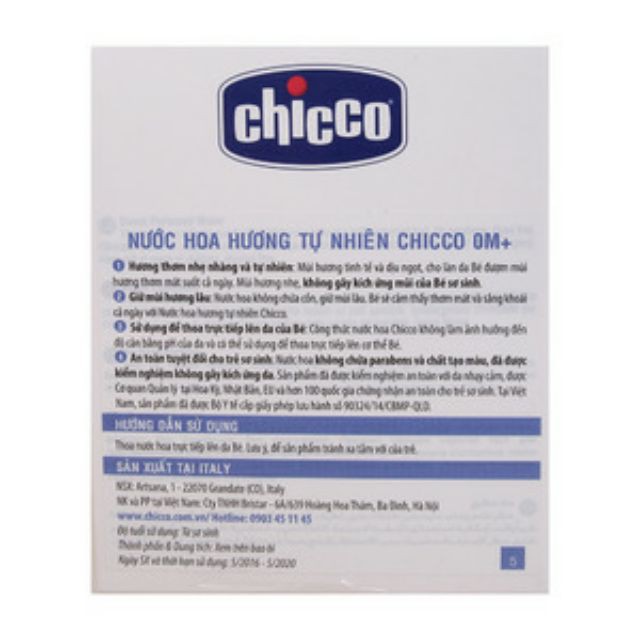 chicco
NƯỚC HOA HƯƠNG TỰ NHIÊN CHICCO 0M+
1 Hương thơm nhẹ nhàng và tự nhiên: Mùi hương tinh tế và dịu ngọt, cho làn da Bé đượm mùi
hương thơm mát suốt cả ngày. Mùi hương nhẹ, không gây kích ứng mũi của Bé sơ sinh.
2 Giữ mùi hương lâu: Nước hoa không chứa cồn, giữ mùi lâu. Bé sẽ cảm thấy thơm mát và sảng khoái
cả ngày với Nước hoa hương tự nhiên Chicco.
3 Sử dụng để thoa trực tiếp lên da của Bé: Công thức nước hoa Chicco không làm ảnh hưởng đến
độ cân bằng pH của da và có thể sử dụng để thoa trực tiếp lên cơ thể Bé.
4 An toàn tuyệt đối cho trẻ sơ sinh: Nước hoa không chứa parabens và chất tạo màu, đã được
kiểm nghiệm không gây kích ứng da. Sản phẩm đã được kiểm nghiệm an toàn với da nhạy cảm, được
Cơ quan Quản lý tại Hoa Kỳ, Nhật Bản, EU và hơn 100 quốc gia chứng nhận an toàn cho trẻ sơ sinh. Tại Việt
Nam, sản phẩm đã được Bộ Y tế cấp giấy phép lưu hành số 90324/14/CBMP-QLD.
HƯỚNG DẪN SỬ DỤNG
Thoa nước hoa trực tiếp lên da Bé. Lưu ý, để sản phẩm tránh xa tầm với của trẻ.
SẢN XUẤT TẠI ITALY
NSX: Artsana, 1 - 22070 Grandate (CO), Italy
NK và PP tại Việt Nam: Cty TNHH Bristar - 6A/639 Hoàng Hoa Thám, Ba Đình, Hà Nội
www.chicco.com.vn/ Hotline: 0903 45 11 45
Độ tuổi sử dụng: Từ sơ sinh
Thành phần & Dung tích: Xem trên bao bì
Ngày SX và thời hạn sử dụng: 5/2016 - 5/2020
5